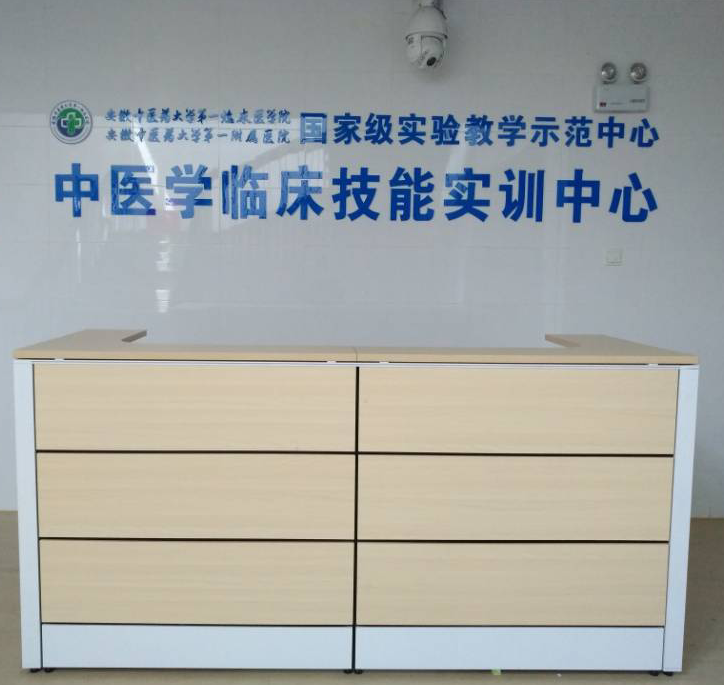 安徽中医药大学第一临床医学院
安徽中医药大学第一附属医院
国家级实验教学示范中心
中医学临床技能实训中心